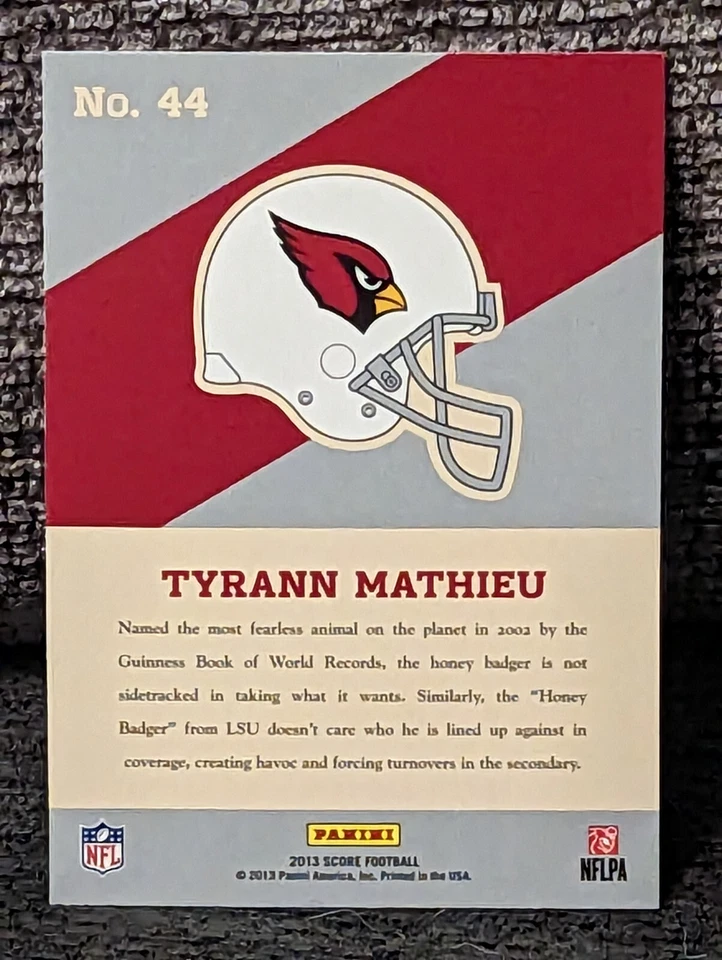 No. 44
TYRANN MATHIEU
Named the most fearless animal on the planet in 2002 by the
Guinness Book of World Records, the honey badger is not
sidetracked in taking what it wants. Similarly, the "Honey
Badger" from LSU doesn't care who he is lined up against in
coverage, creating havoc and forcing turnovers in the secondary.
NFL
PANINI
2013 SCORE FOOTBALL
© 2013 Panini America, Inc. Printed in the USA.
NFLPA